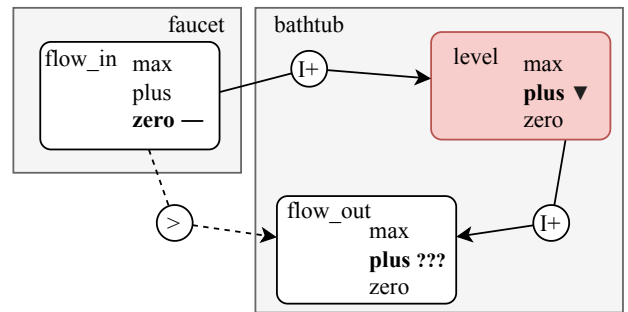 faucet
flow_in
max
plus
zero —
>
bathtub
I+
level
max
plus ▼
zero
I+
flow_out
max
plus ???
zero